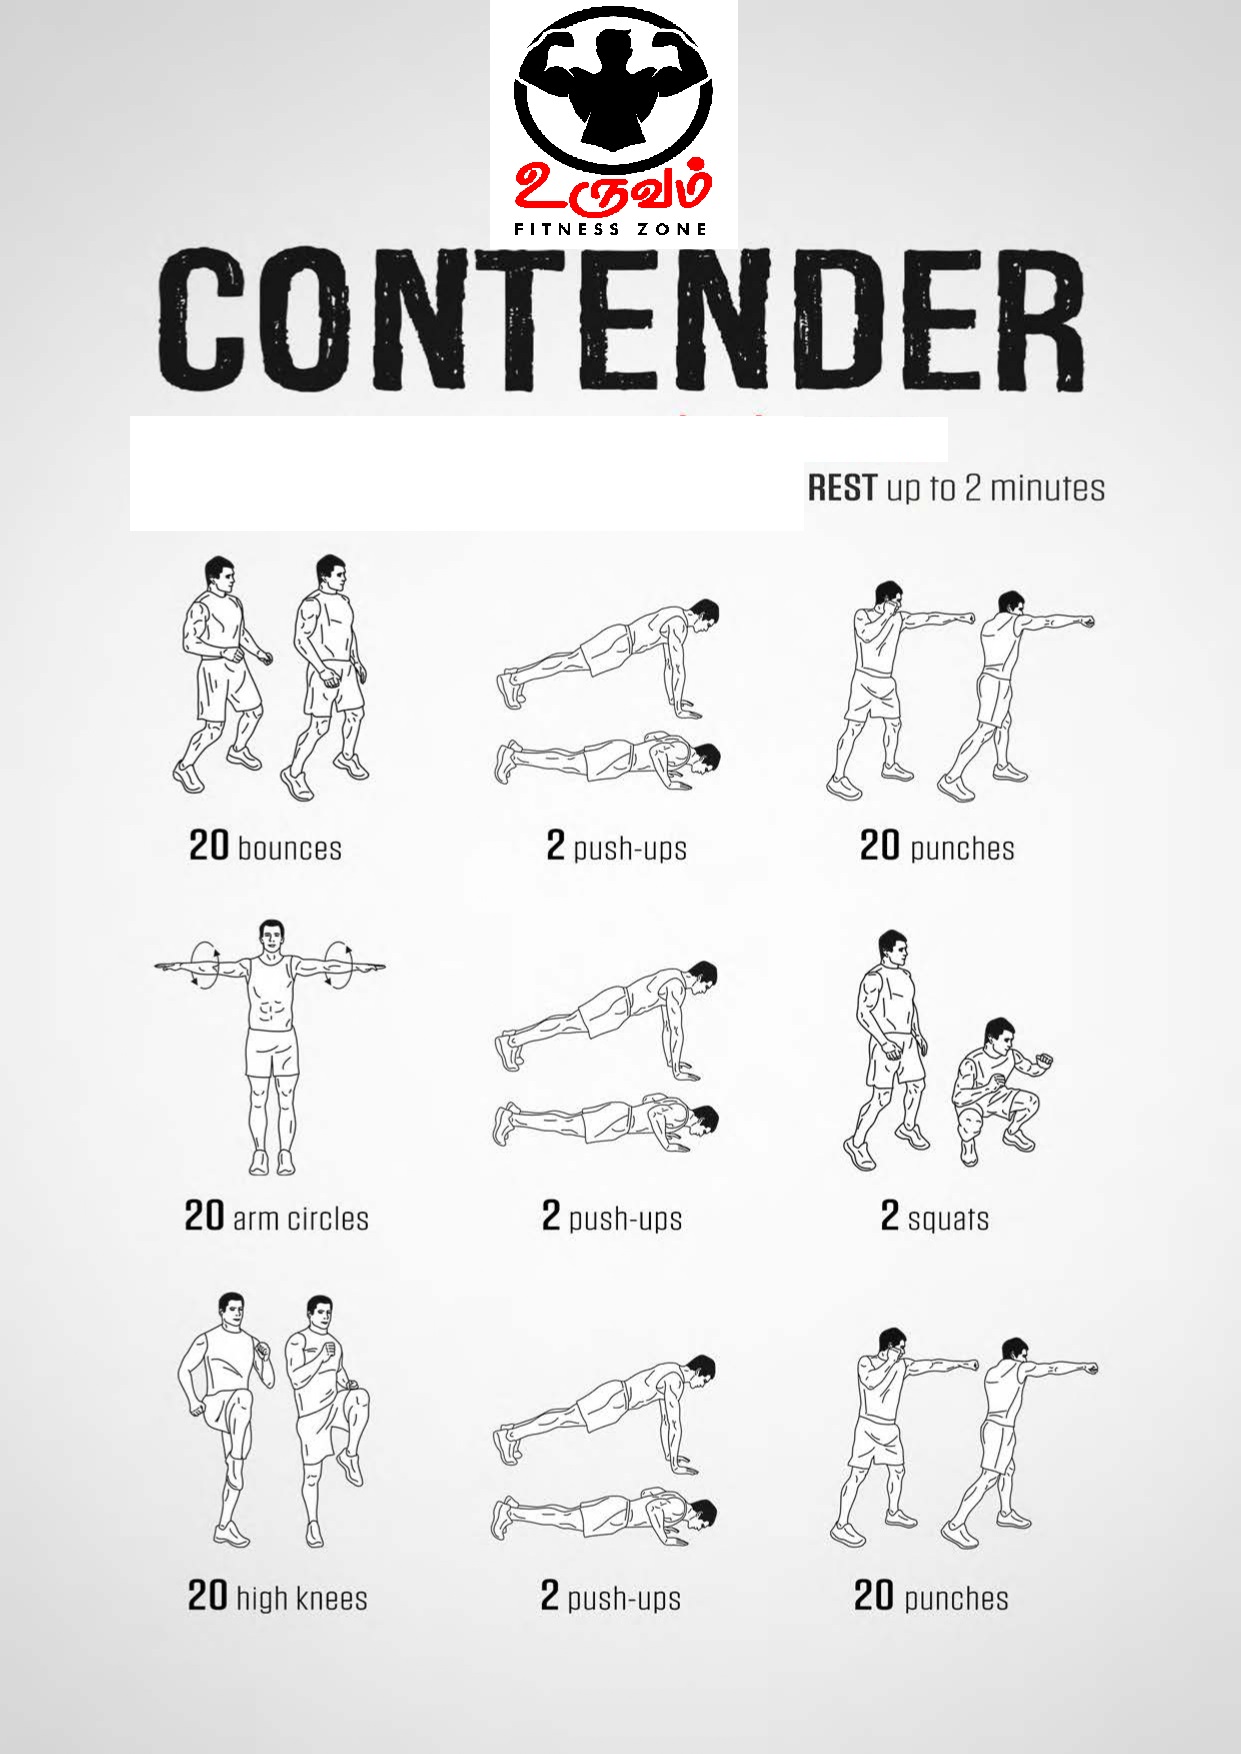 உருவம்
FITNESS ZONE
CONTENDER
REST up to 2 minutes
20 bounces
2 push-ups
20 punches
20 arm circles
2 push-ups
2 squats
20 high knees
2 push-ups
20 punches